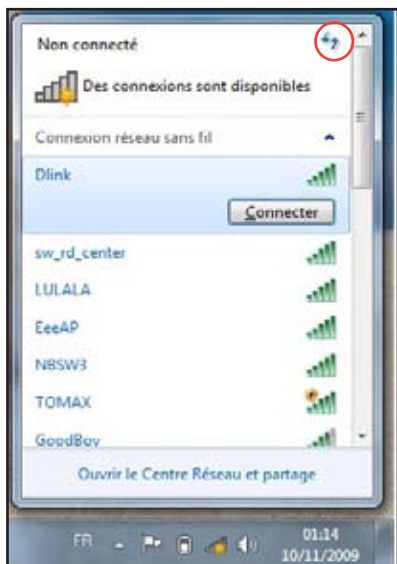 Non connecté
Des connexions sont disponibles
Connexion réseau sans fil
Dlink
Connecter
sw_rd_center
LULALA
EeeAP
NBSW3
TOMAX
GoodBoy
Ouvrir le Centre Réseau et partage
FR
01:14
10/11/2009